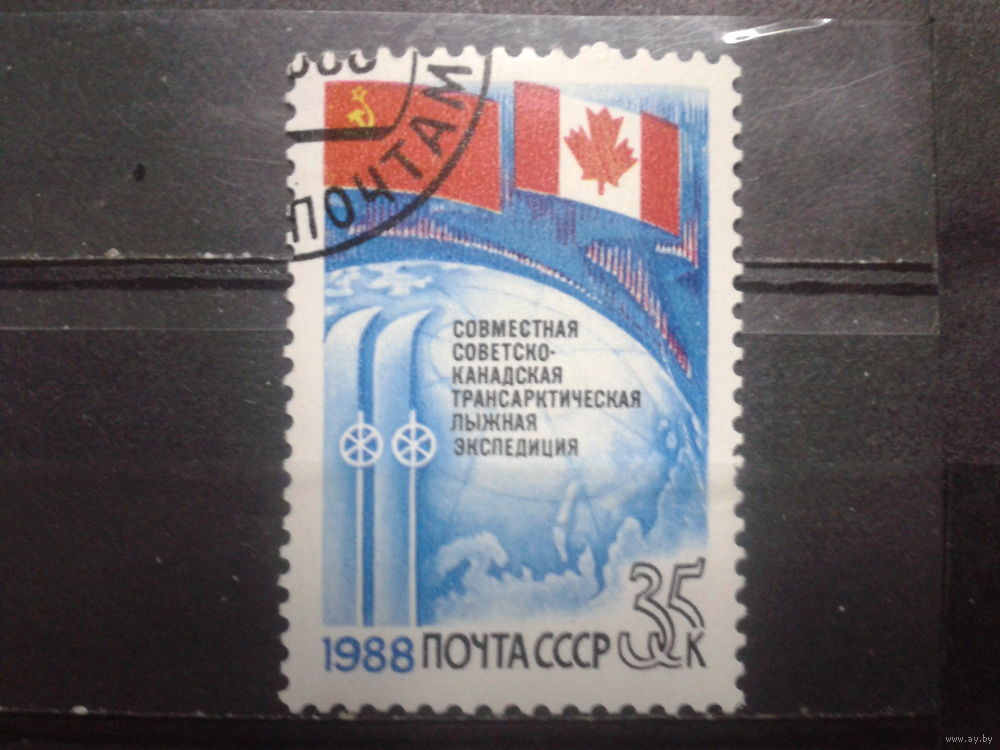 ПОЧТАМ
СОВМЕСТНАЯ
СОВЕТСКО-
КАНАДСКАЯ
ТРАНСАРКТИЧЕСКАЯ
ЛЫЖНАЯ
ЭКСПЕДИЦИЯ
35 К
1988 ПОЧТА СССР
www.ay.by